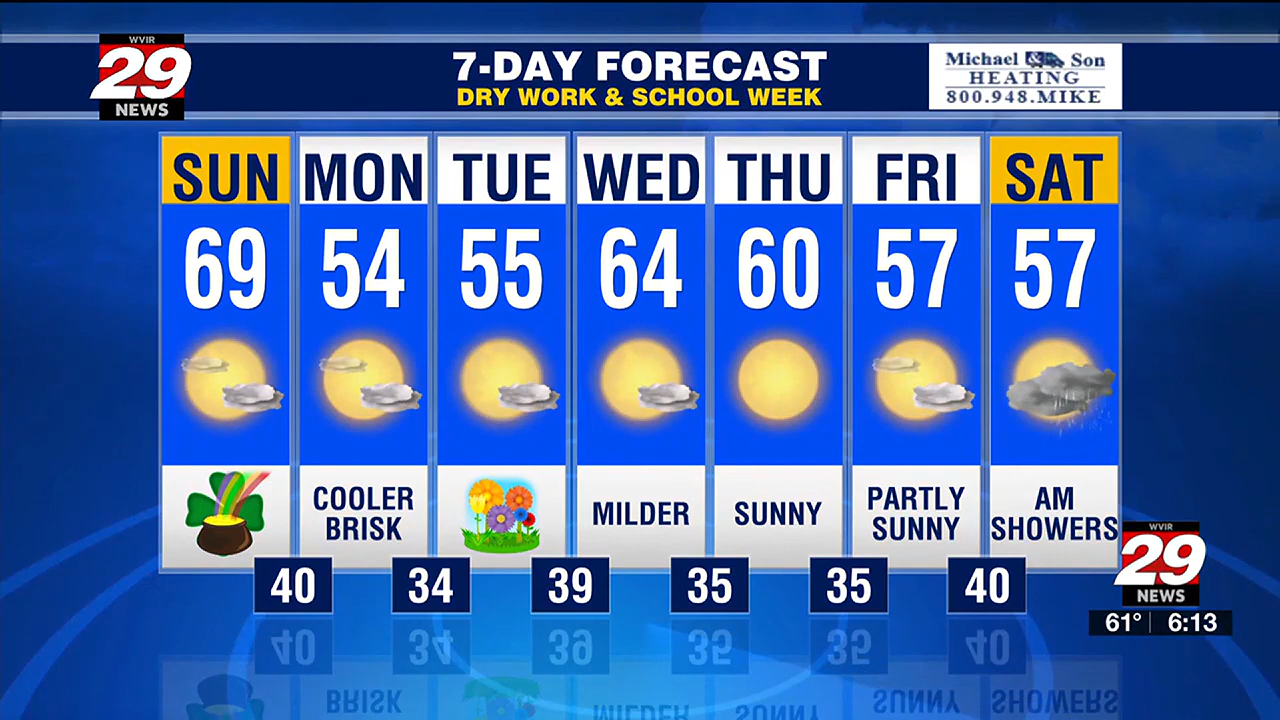 WVIR
29
NEWS
7-DAY FORECAST
DRY WORK & SCHOOL WEEK
Michael & Son
HEATING
800.948.MIKE
SUN MON TUE WED THU FRI SAT
69 54 55 64 60 57 57
COOLER
BRISK
MILDER
SUNNY
PARTLY
SUNNY
AM
SHOWERS
40 34 39 35 35 40
WVIR
29
NEWS
61° 6:13